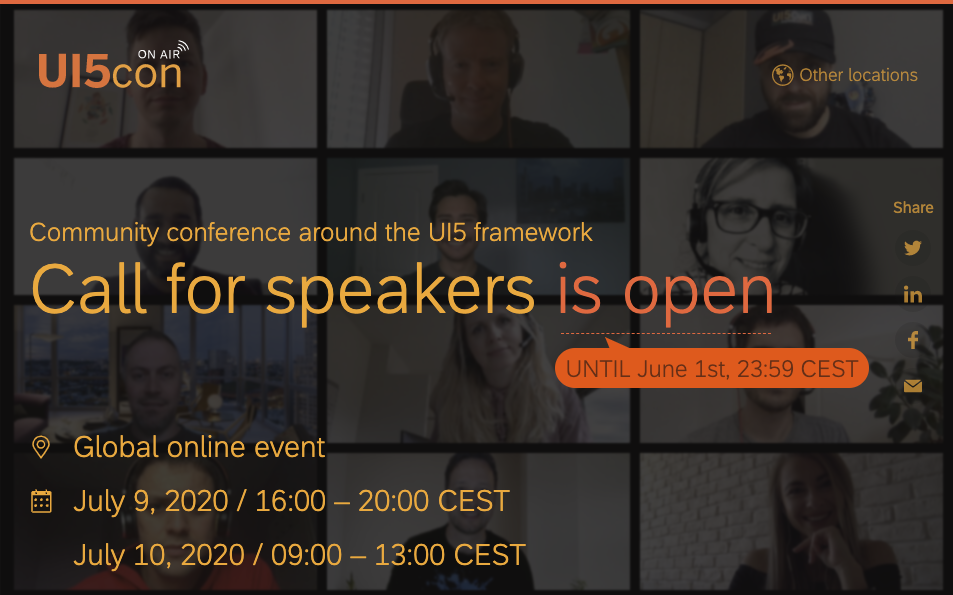 ON AIR
UI5con
Other locations
Share
Community conference around the UI5 framework
Call for speakers is open
UNTIL June 1st, 23:59 CEST
Global online event
July 9, 2020 / 16:00 – 20:00 CEST
July 10, 2020 / 09:00 – 13:00 CEST